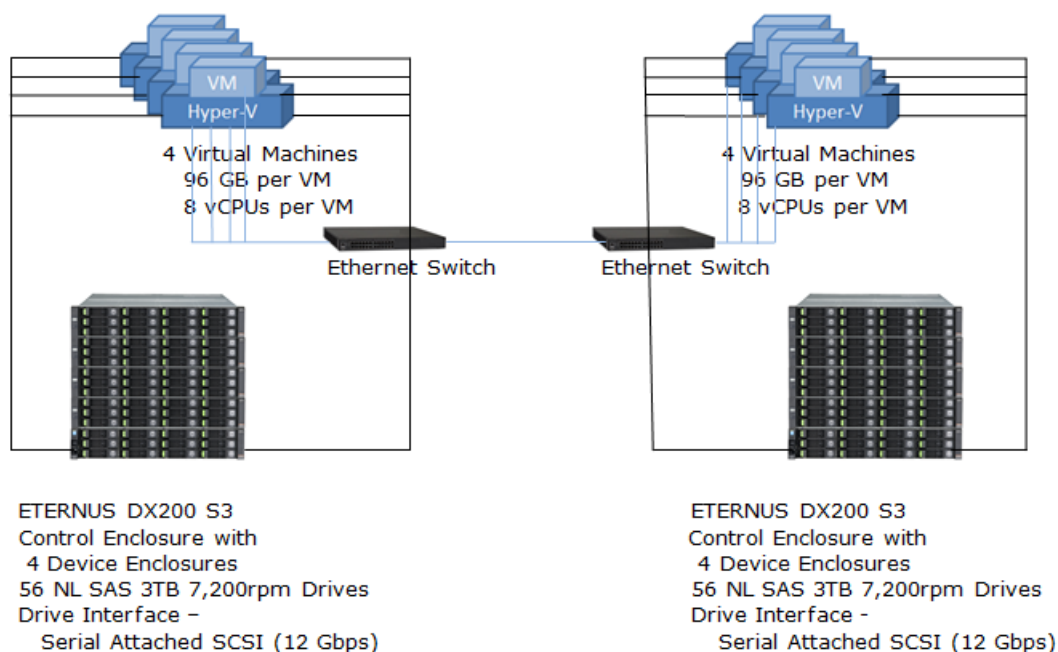 VM
Hyper-V
4 Virtual Machines
96 GB per VM
8 vCPUs per VM
VM
Hyper-V
4 Virtual Machines
96 GB per VM
8 vCPUs per VM
Ethernet Switch
Ethernet Switch
ETERNUS DX200 S3
Control Enclosure with
4 Device Enclosures
56 NL SAS 3TB 7,200rpm Drives
Drive Interface –
Serial Attached SCSI (12 Gbps)
ETERNUS DX200 S3
Control Enclosure with
4 Device Enclosures
56 NL SAS 3TB 7,200rpm Drives
Drive Interface -
Serial Attached SCSI (12 Gbps)